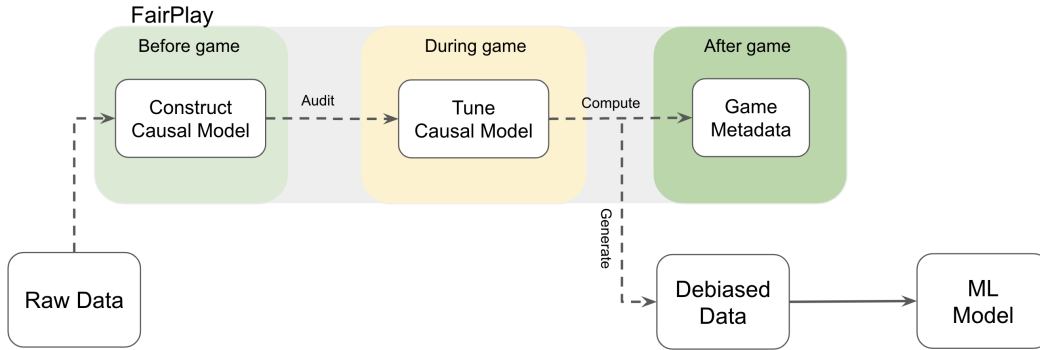 FairPlay
Before game
During game
After game
Construct
Causal Model
Audit
Tune
Causal Model
Compute
Game
Metadata
Generate
Raw Data
Debiased
Data
ML
Model